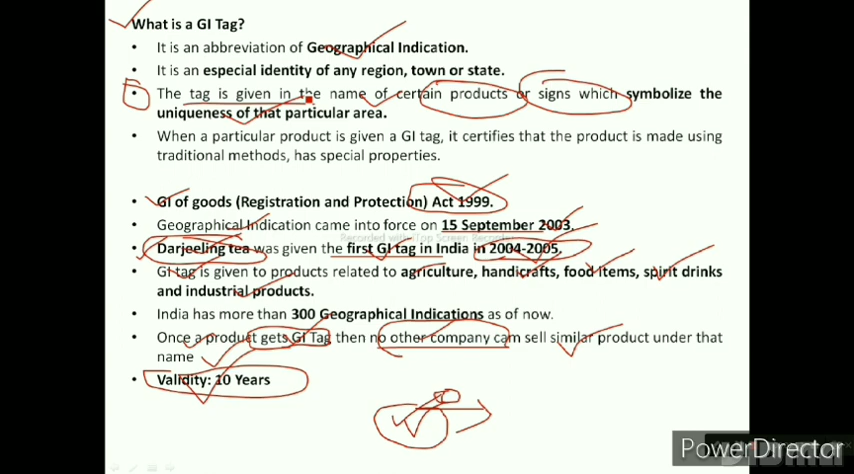 What is a GI Tag?
• It is an abbreviation of Geographical Indication.
• It is an especial identity of any region, town or state.
• The tag is given in the name of certain products or signs which symbolize the
uniqueness of that particular area.
• When a particular product is given a GI tag, it certifies that the product is made using
traditional methods, has special properties.
• GI of goods (Registration and Protection) Act 1999.
• Geographical Indication came into force on 15 September 2003.
• Darjeeling tea was given the first GI tag in India in 2004-2005.
• GI tag is given to products related to agriculture, handicrafts, food items, spirit drinks
and industrial products.
• India has more than 300 Geographical Indications as of now.
• Once a product gets GI Tag then no other company cam sell similar product under that
name
• Validity: 10 Years
PowerDirector